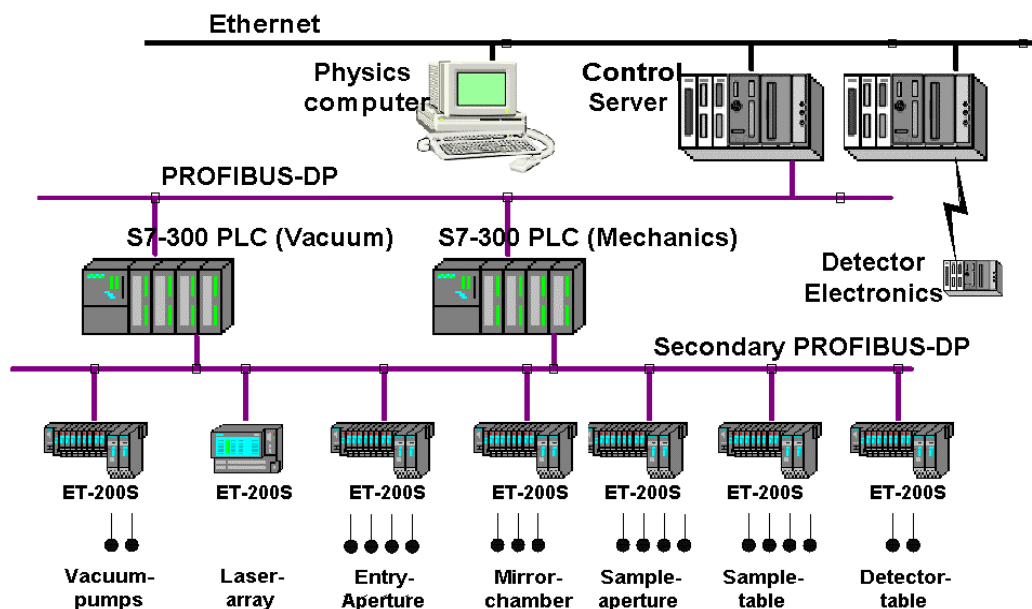 Ethernet
Physics
computer
Control
Server
PROFIBUS-DP
S7-300 PLC (Vacuum)
S7-300 PLC (Mechanics)
Detector
Electronics
Secondary PROFIBUS-DP
ET-200S
ET-200S
ET-200S
ET-200S
ET-200S
ET-200S
ET-200S
Vacuum-
pumps
Laser-
array
Entry-
Aperture
Mirror-
chamber
Sample-
aperture
Sample-
table
Detector-
table